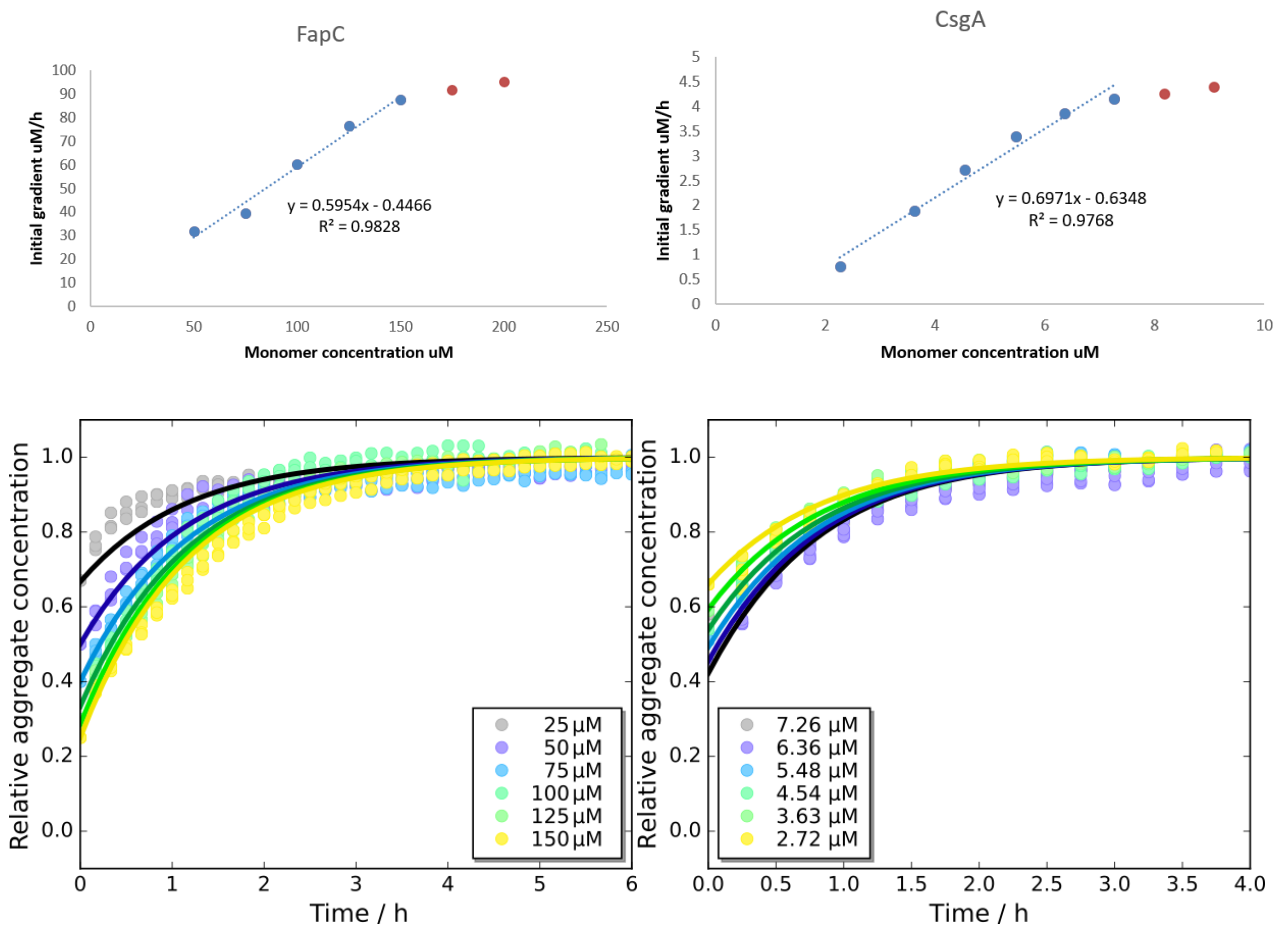 FapC
Initial gradient uM/h
100
90
80
70
60
50
40
30
20
10
0
y = 0.5954x - 0.4466
R² = 0.9828
0 50 100 150 200 250
Monomer concentration uM
CsgA
Initial gradient uM/h
5
4.5
4
3.5
3
2.5
2
1.5
1
0.5
0
y = 0.6971x - 0.6348
R² = 0.9768
0 2 4 6 8 10
Monomer concentration uM
Relative aggregate concentration
1.0
0.8
0.6
0.4
0.2
0.0
25 µM
50 µM
75 µM
100 µM
125 µM
150 µM
0 1 2 3 4 5 6
Time / h
Relative aggregate concentration
1.0
0.8
0.6
0.4
0.2
0.0
7.26 µM
6.36 µM
5.48 µM
4.54 µM
3.63 µM
2.72 µM
0.0 0.5 1.0 1.5 2.0 2.5 3.0 3.5 4.0
Time / h